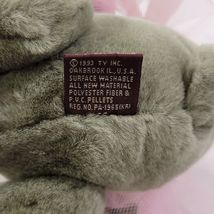 © 1993 TY INC.
OAKBROOK IL, U.S.A.
SURFACE WASHABLE
ALL NEW MATERIAL
POLYESTER FIBER &
P.V.C. PELLETS
REG. NO. PA-1965(KR)